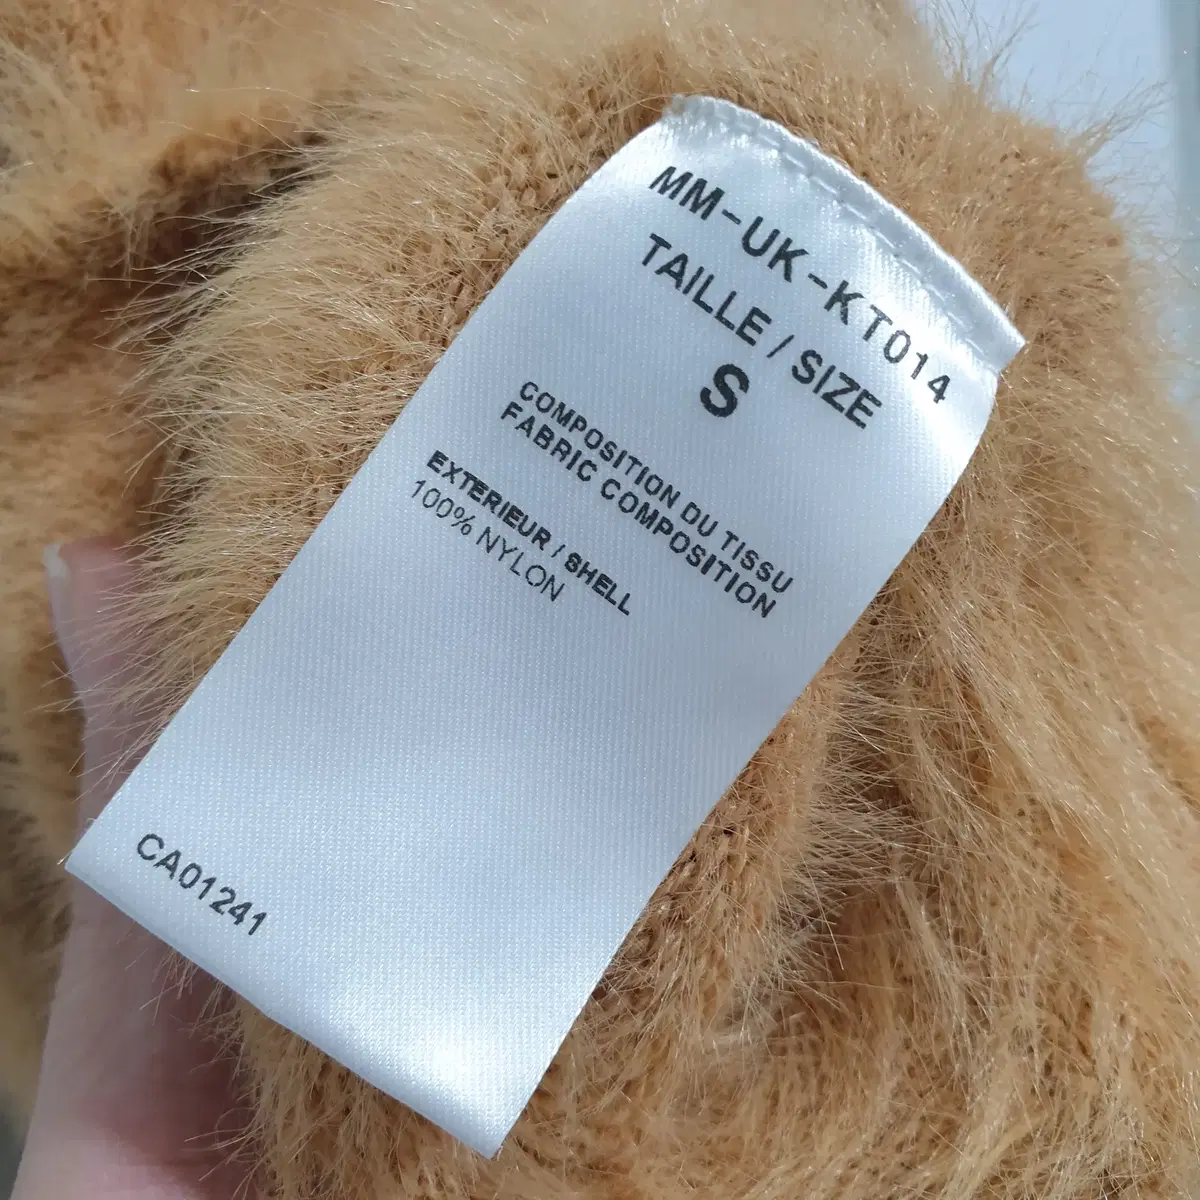 MM-UK-KT014
TAILLE / SIZE
S
COMPOSITION DU TISSU
FABRIC COMPOSITION
EXTERIEUR / SHELL
100% NYLON
CA01241